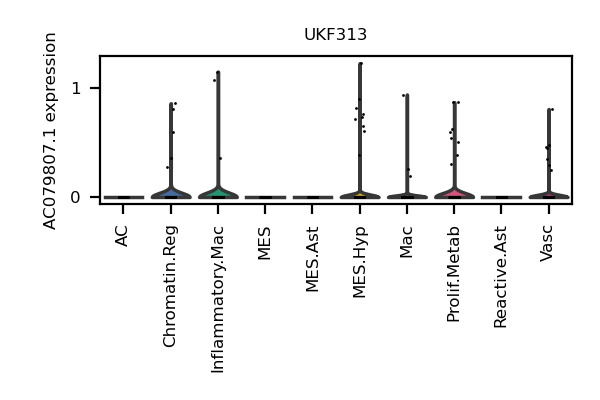 UKF313
AC079807.1 expression
1
0
AC
Chromatin.Reg
Inflammatory.Mac
MES
MES.Ast
MES.Hyp
Mac
Prolif.Metab
Reactive.Ast
Vasc